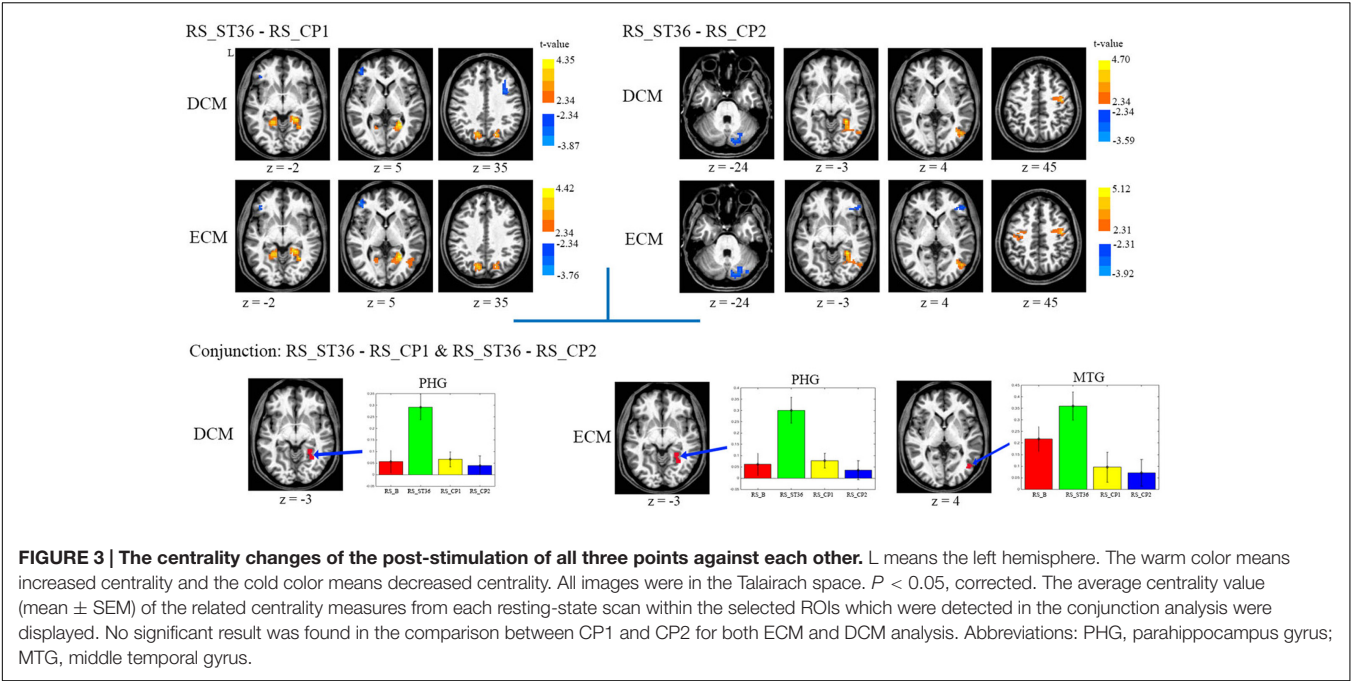 RS_ST36 - RS_CP1
L
t-value
4.35
2.34
-2.34
-3.87
DCM
z = -2
z = 5
z = 35
4.42
2.34
-2.34
-3.76
ECM
z = -2
z = 5
z = 35
RS_ST36 - RS_CP2
t-value
4.70
2.34
-2.34
-3.59
DCM
z = -24
z = -3
z = 4
z = 45
5.12
2.31
-2.31
-3.92
ECM
z = -24
z = -3
z = 4
z = 45
Conjunction: RS_ST36 - RS_CP1 & RS_ST36 - RS_CP2
DCM
z = -3
PHG
RS_B RS_ST36 RS_CP1 RS_CP2
ECM
z = -3
PHG
RS_B RS_ST36 RS_CP1 RS_CP2
z = 4
MTG
RS_B RS_ST36 RS_CP1 RS_CP2
FIGURE 3 | The centrality changes of the post-stimulation of all three points against each other. L means the left hemisphere. The warm color means
increased centrality and the cold color means decreased centrality. All images were in the Talairach space. P < 0.05, corrected. The average centrality value
(mean ± SEM) of the related centrality measures from each resting-state scan within the selected ROIs which were detected in the conjunction analysis were
displayed. No significant result was found in the comparison between CP1 and CP2 for both ECM and DCM analysis. Abbreviations: PHG, parahippocampus gyrus;
MTG, middle temporal gyrus.